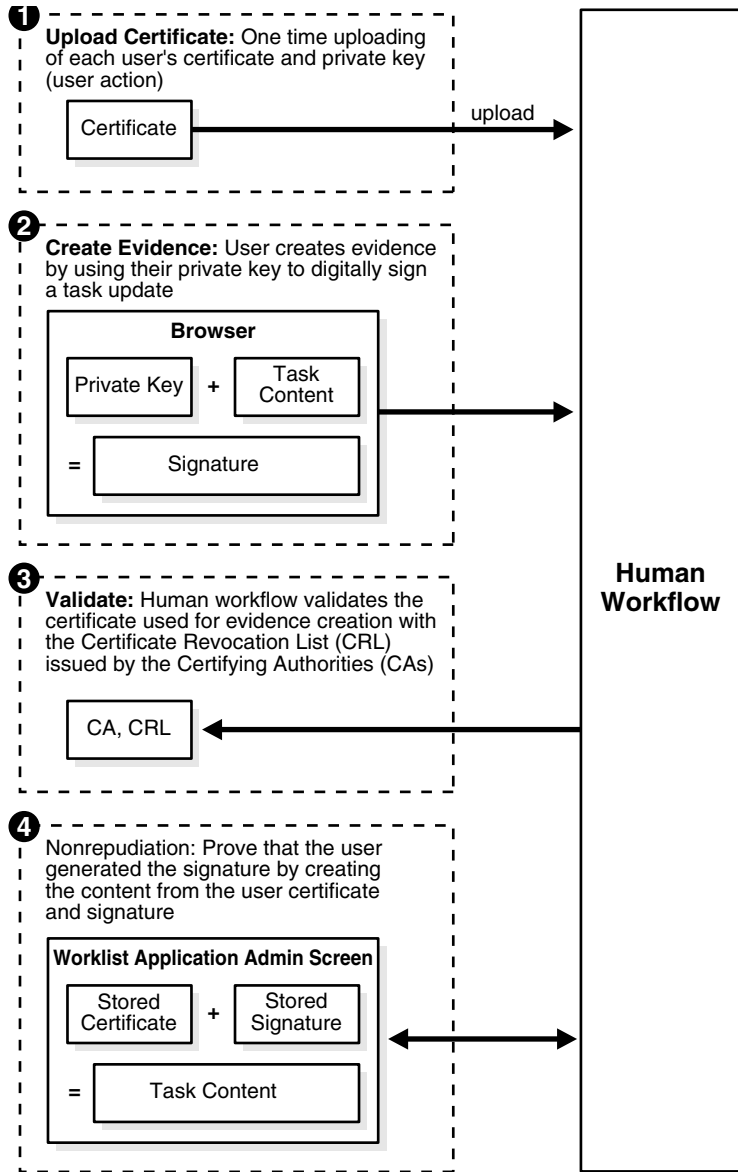 1
Upload Certificate: One time uploading
of each user's certificate and private key
(user action)
Certificate
upload
2
Create Evidence: User creates evidence
by using their private key to digitally sign
a task update
Browser
Private Key
+
Task
Content
=
Signature
3
Validate: Human workflow validates the
certificate used for evidence creation with
the Certificate Revocation List (CRL)
issued by the Certifying Authorities (CAs)
CA, CRL
4
Nonrepudiation: Prove that the user
generated the signature by creating
the content from the user certificate
and signature
Worklist Application Admin Screen
Stored
Certificate
+
Stored
Signature
=
Task Content
Human
Workflow